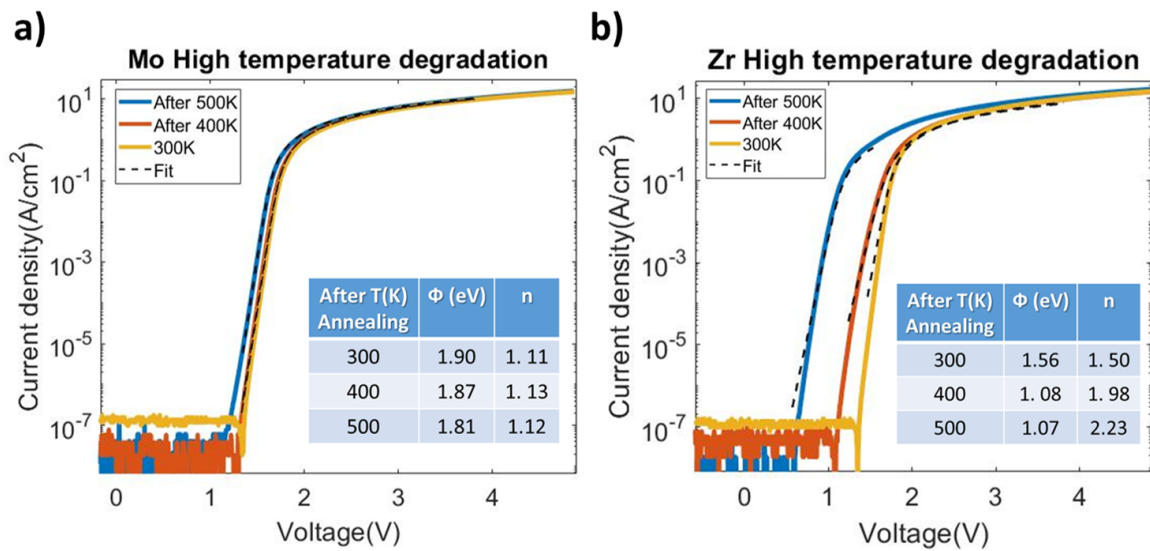 a)
Mo High temperature degradation
After 500K
After 400K
300K
Fit
10^1
10^-1
10^-3
10^-5
10^-7
Current density(A/cm^2)
After T(K) Annealing Φ (eV) n
300 1.90 1. 11
400 1.87 1. 13
500 1.81 1.12
0 1 2 3 4
Voltage(V)
b)
Zr High temperature degradation
After 500K
After 400K
300K
Fit
10^1
10^-1
10^-3
10^-5
10^-7
Current density(A/cm^2)
After T(K) Annealing Φ (eV) n
300 1.56 1. 50
400 1. 08 1. 98
500 1.07 2.23
0 1 2 3 4
Voltage(V)